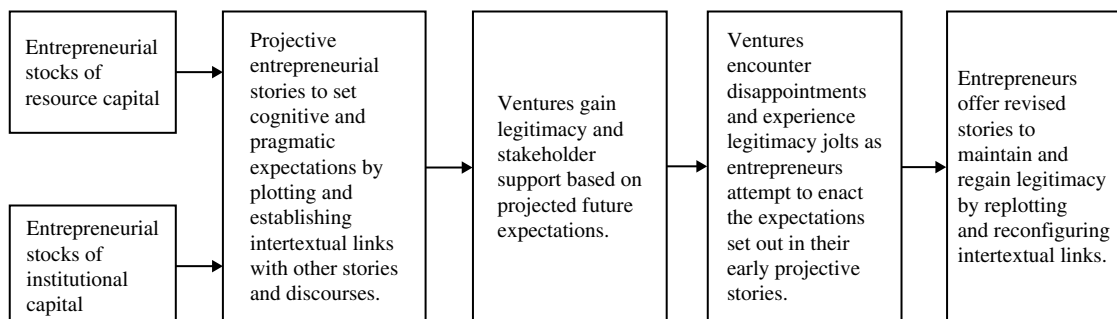 Entrepreneurial
stocks of
resource capital
Entrepreneurial
stocks of
institutional
capital
Projective
entrepreneurial
stories to set
cognitive and
pragmatic
expectations by
plotting and
establishing
intertextual links
with other stories
and discourses.
Ventures gain
legitimacy and
stakeholder
support based on
projected future
expectations.
Ventures
encounter
disappointments
and experience
legitimacy jolts as
entrepreneurs
attempt to enact
the expectations
set out in their
early projective
stories.
Entrepreneurs
offer revised
stories to
maintain and
regain legitimacy
by replotting
and reconfiguring
intertextual links.